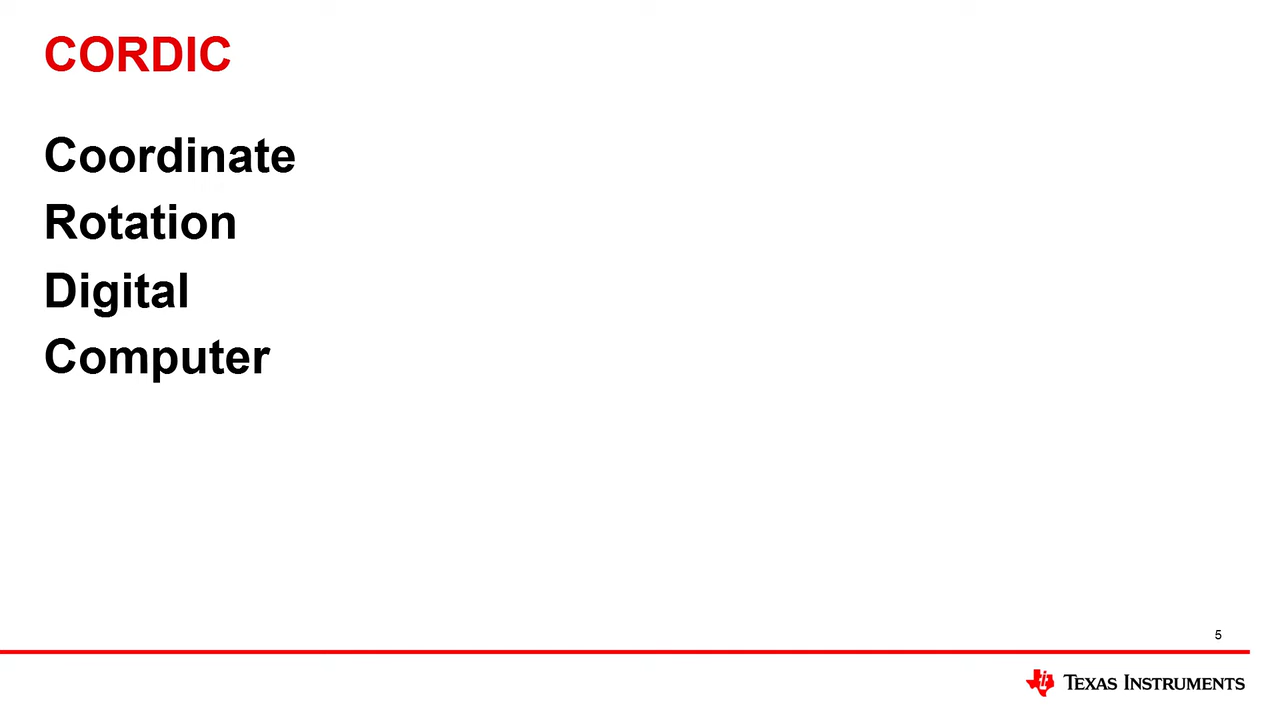 CORDIC
Coordinate
Rotation
Digital
Computer
5
TEXAS INSTRUMENTS